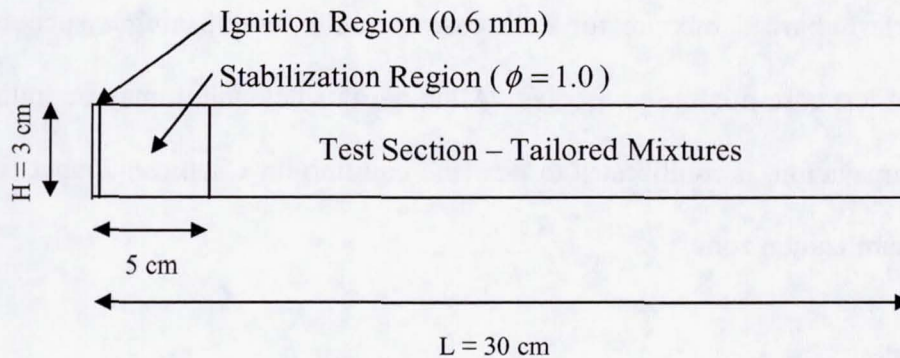 Ignition Region (0.6 mm)
Stabilization Region ( ϕ = 1.0 )
H = 3 cm
Test Section – Tailored Mixtures
5 cm
L = 30 cm